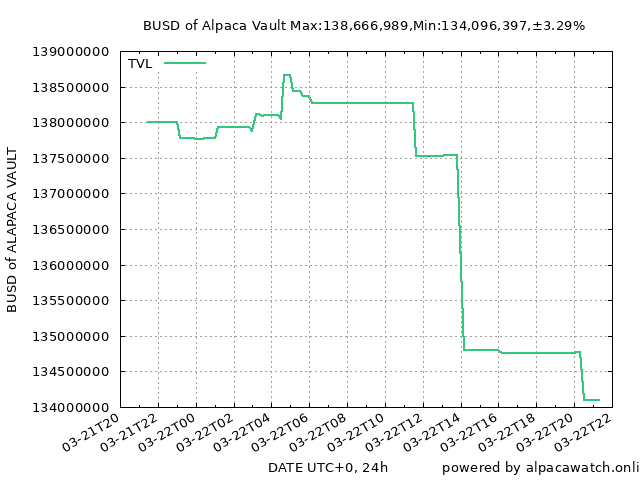 BUSD of Alpaca Vault Max:138,666,989,Min:134,096,397,±3.29%
TVL
139000000
138500000
138000000
137500000
137000000
136500000
136000000
135500000
135000000
134500000
134000000
BUSD of ALAPACA VAULT
03-21T20
03-21T22
03-22T00
03-22T02
03-22T04
03-22T06
03-22T08
03-22T10
03-22T12
03-22T14
03-22T16
03-22T18
03-22T20
03-22T22
DATE UTC+0, 24h
powered by alpacawatch.onli